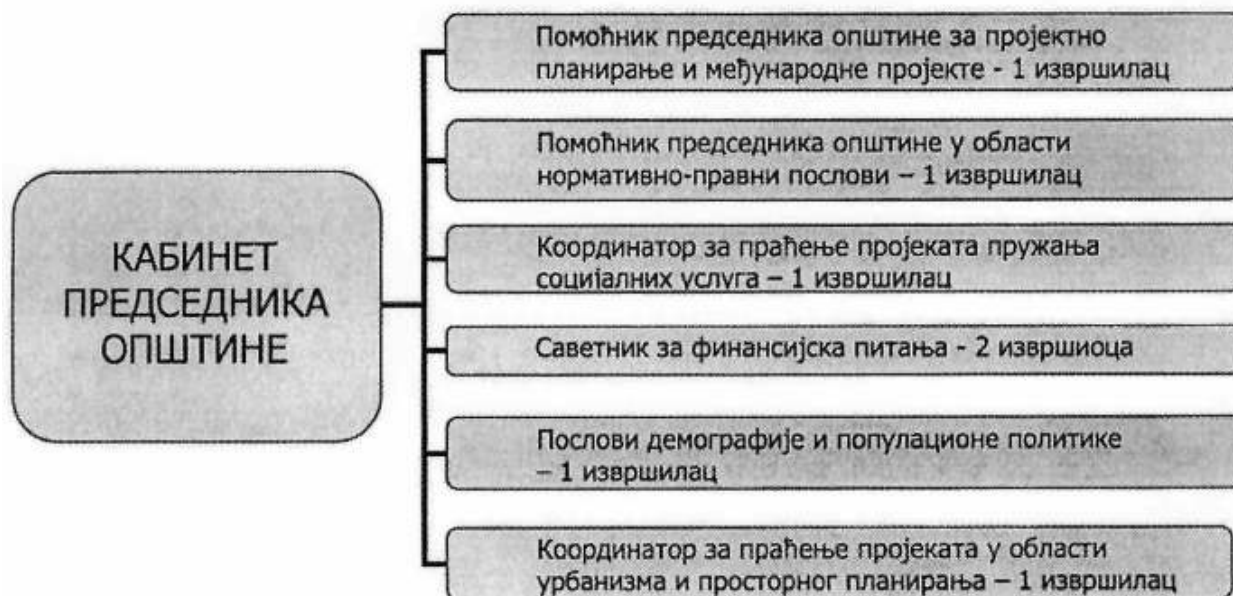 КАБИНЕТ
ПРЕДСЕДНИКА
ОПШТИНЕ
Помоћник председника општине за пројектно
планирање и међународне пројекте - 1 извршилац
Помоћник председника општине у области
нормативно-правни послови – 1 извршилац
Координатор за праћење пројеката пружања
социјалних услуга – 1 извршилац
Саветник за финансијска питања - 2 извршиоца
Послови демографије и популационе политике
– 1 извршилац
Координатор за праћење пројеката у области
урбанизма и просторног планирања – 1 извршилац